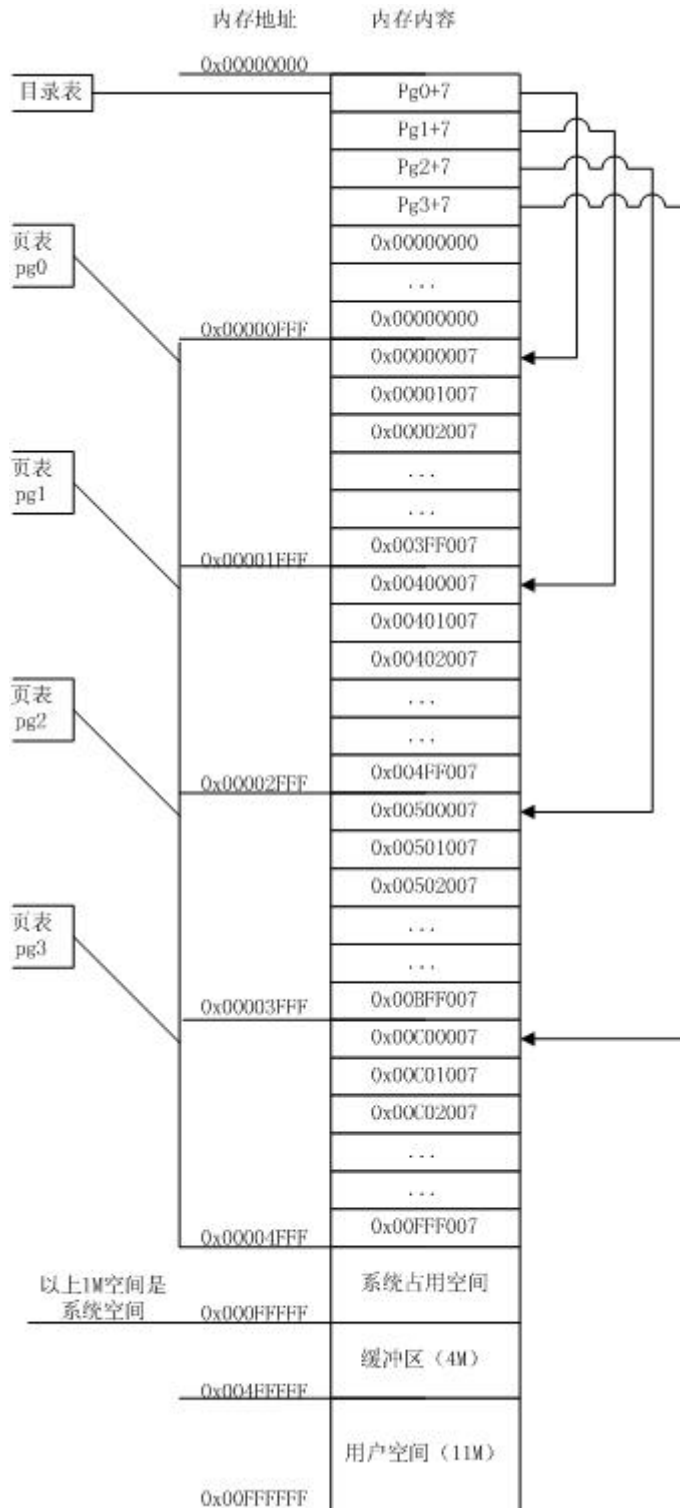 内存地址 内存内容
0x00000000
目录表
Pg0+7
Pg1+7
Pg2+7
Pg3+7
页表
pg0
0x00000000
...
0x00000000
0x00000FFF
0x00000007
0x00001007
0x00002007
页表
pg1
...
...
0x003FF007
0x00001FFF
0x00400007
0x00401007
0x00402007
页表
pg2
...
...
0x004FF007
0x00002FFF
0x00500007
0x00501007
0x00502007
页表
pg3
...
...
0x00BFF007
0x00003FFF
0x00C00007
0x00C01007
0x00C02007
...
...
0x00FFF007
0x00004FFF
以上1M空间是
系统空间
系统占用空间
0x000FFFFF
缓冲区（4M）
0x004FFFFF
用户空间（11M）
0x00FFFFFF